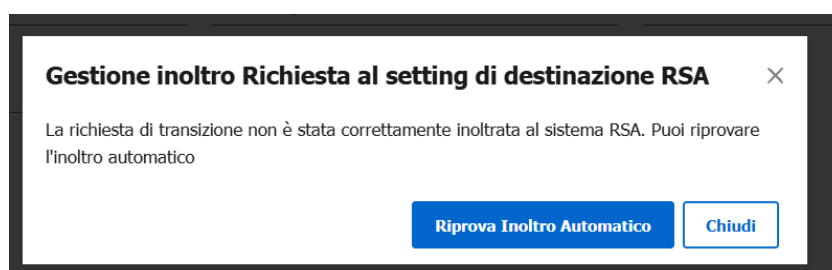 Gestione inoltro Richiesta al setting di destinazione RSA
La richiesta di transizione non è stata correttamente inoltrata al sistema RSA. Puoi riprovare
l'inoltro automatico
Riprova Inoltro Automatico
Chiudi